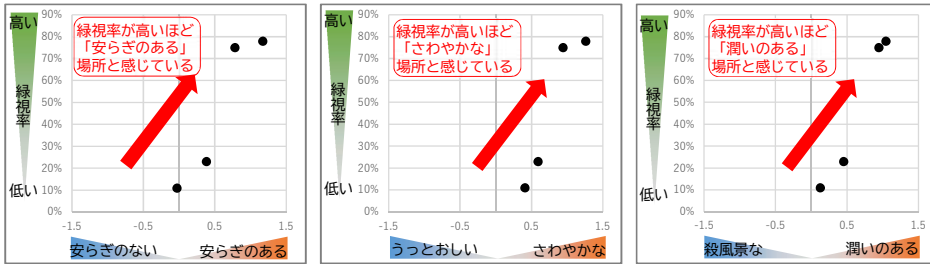 高い
緑視率
低い
90%
80%
70%
60%
50%
40%
30%
20%
10%
0%
緑視率が高いほど
「安らぎのある」
場所と感じている
-1.5
-0.5
0.5
1.5
安らぎのない
安らぎのある
高い
緑視率
低い
90%
80%
70%
60%
50%
40%
30%
20%
10%
0%
緑視率が高いほど
「さわやかな」
場所と感じている
-1.5
-0.5
0.5
1.5
うっとおしい
さわやかな
高い
緑視率
低い
90%
80%
70%
60%
50%
40%
30%
20%
10%
0%
緑視率が高いほど
「潤いのある」
場所と感じている
-1.5
-0.5
0.5
1.5
殺風景な
潤いのある